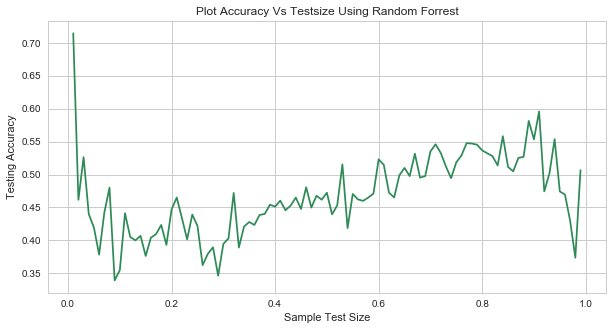 Plot Accuracy Vs Testsize Using Random Forrest
Testing Accuracy
0.70
0.65
0.60
0.55
0.50
0.45
0.40
0.35
0.0 0.2 0.4 0.6 0.8 1.0
Sample Test Size